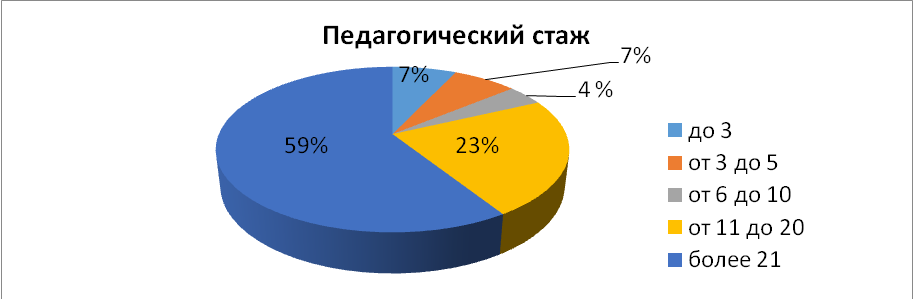 Педагогический стаж
7%
7%
4 %
59%
23%
до 3
от 3 до 5
от 6 до 10
от 11 до 20
более 21